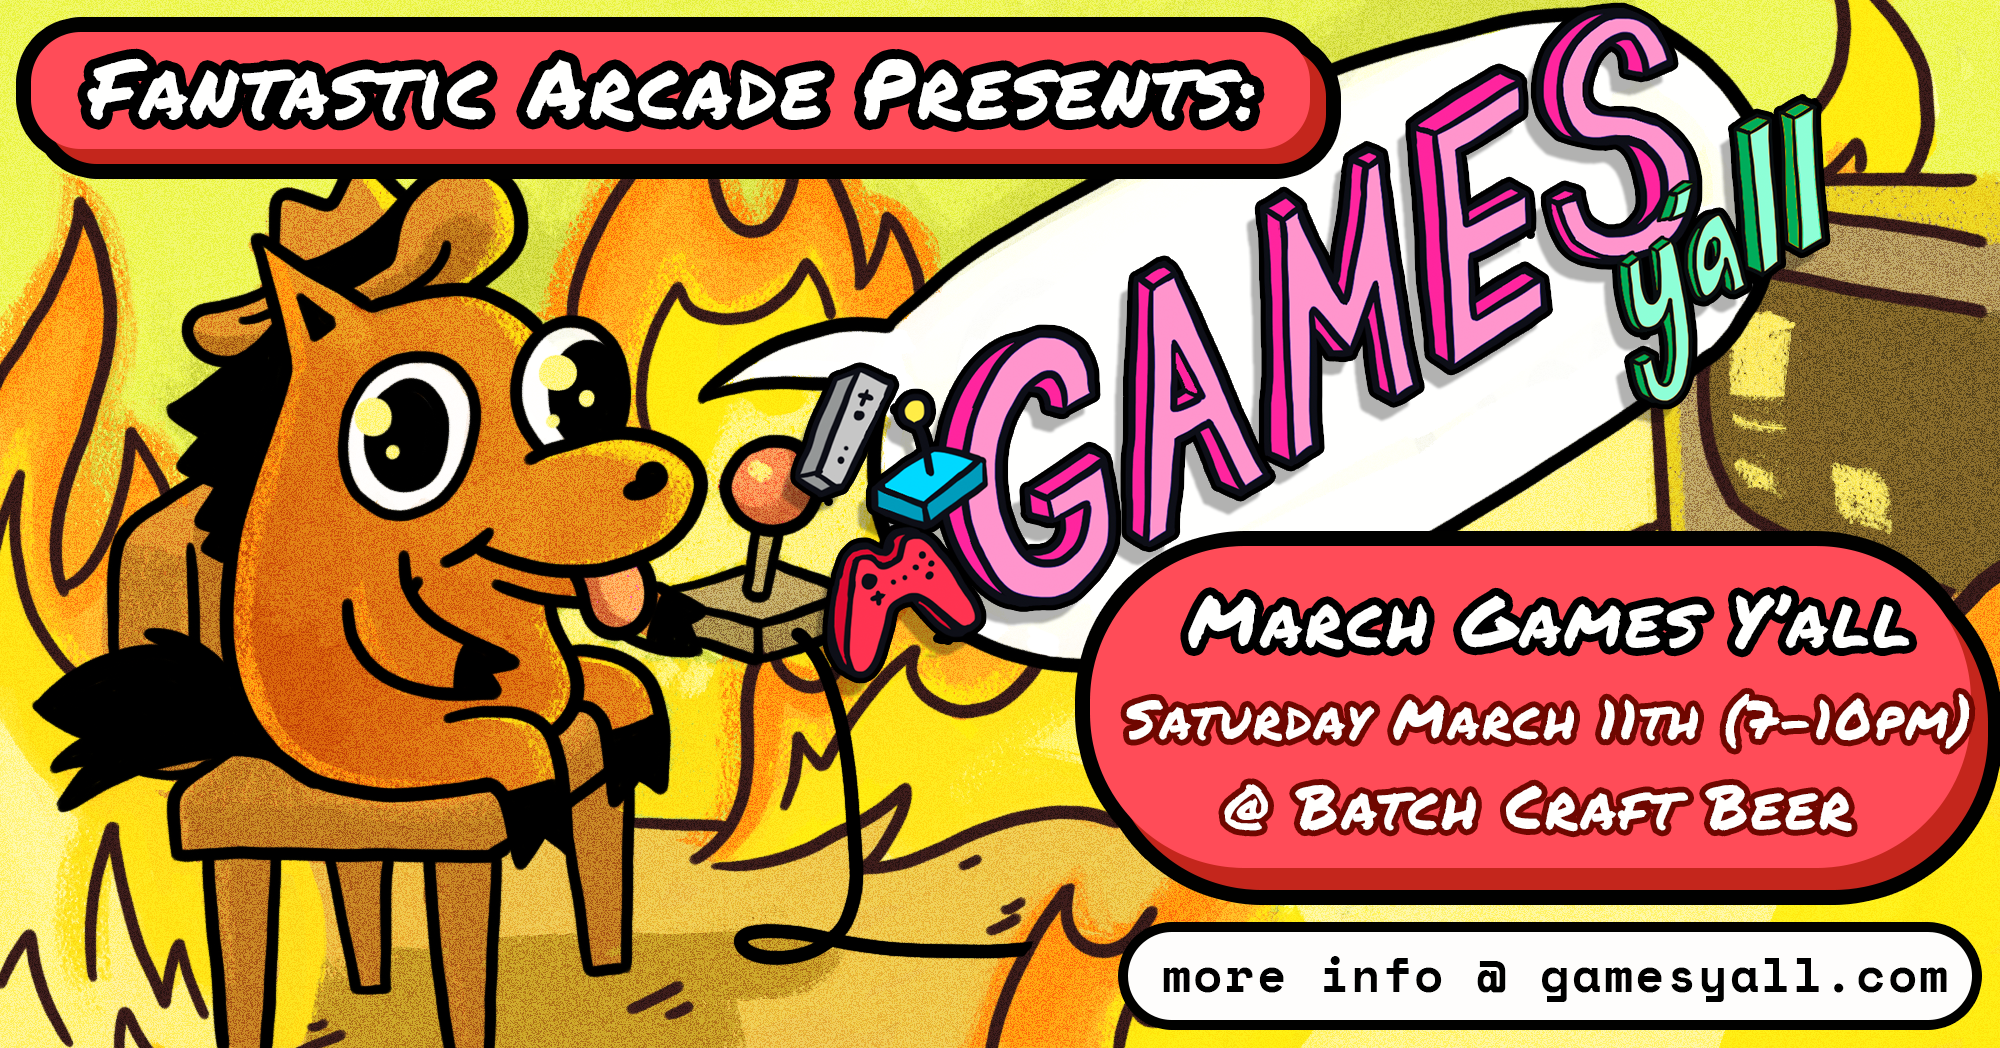 Fantastic Arcade Presents:
GAMES
y'all
March Games Y'all
Saturday March 11th (7-10pm)
@ Batch Craft Beer
more info @ gamesyall.com